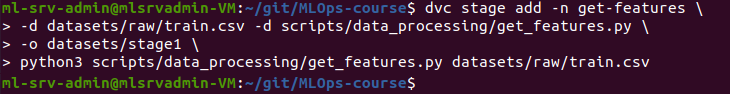 ml-srv-admin@mlsrvadmin-VM:~/git/MLOps-course$ dvc stage add -n get-features \
> -d datasets/raw/train.csv -d scripts/data_processing/get_features.py \
> -o datasets/stage1 \
> python3 scripts/data_processing/get_features.py datasets/raw/train.csv
ml-srv-admin@mlsrvadmin-VM:~/git/MLOps-course$